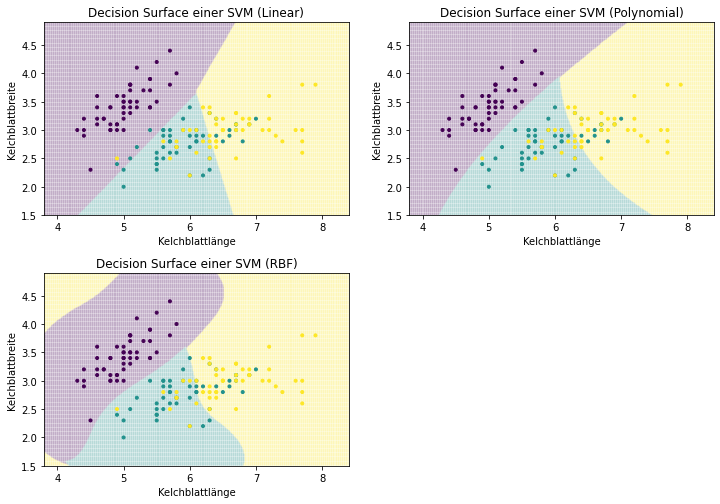 Decision Surface einer SVM (Linear)
Kelchblattbreite
4.5
4.0
3.5
3.0
2.5
2.0
1.5
4 5 6 7 8
Kelchblattlänge
Decision Surface einer SVM (Polynomial)
Kelchblattbreite
4.5
4.0
3.5
3.0
2.5
2.0
1.5
4 5 6 7 8
Kelchblattlänge
Decision Surface einer SVM (RBF)
Kelchblattbreite
4.5
4.0
3.5
3.0
2.5
2.0
1.5
4 5 6 7 8
Kelchblattlänge